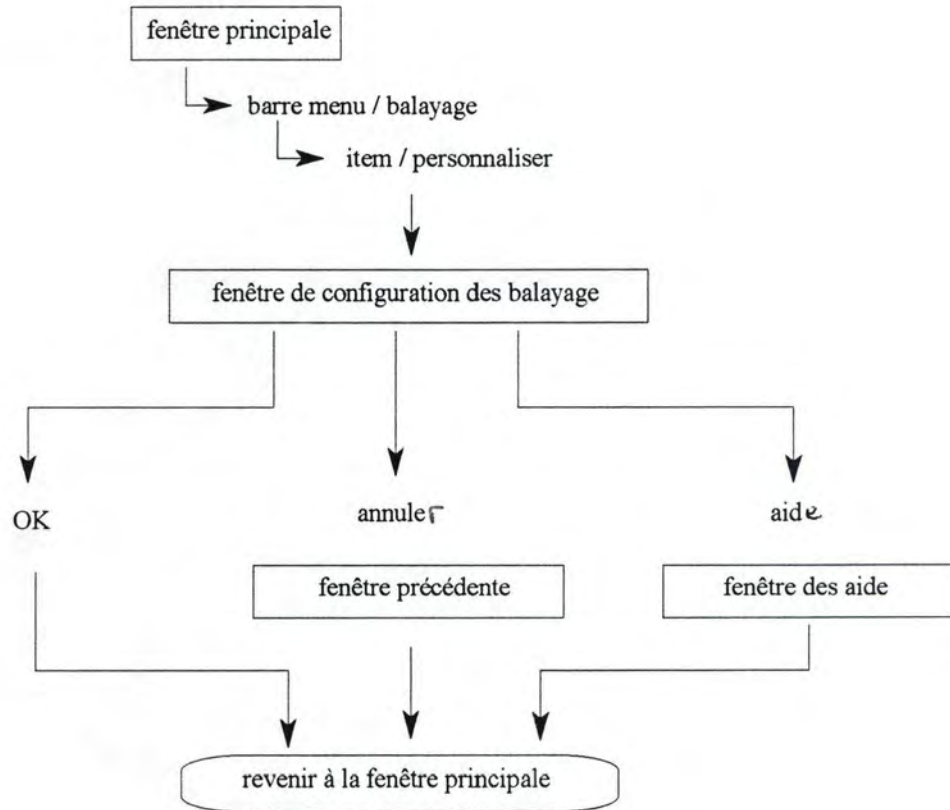 fenêtre principale
barre menu / balayage
item / personnaliser
fenêtre de configuration des balayage
OK
annuler
aide
fenêtre précédente
fenêtre des aide
revenir à la fenêtre principale